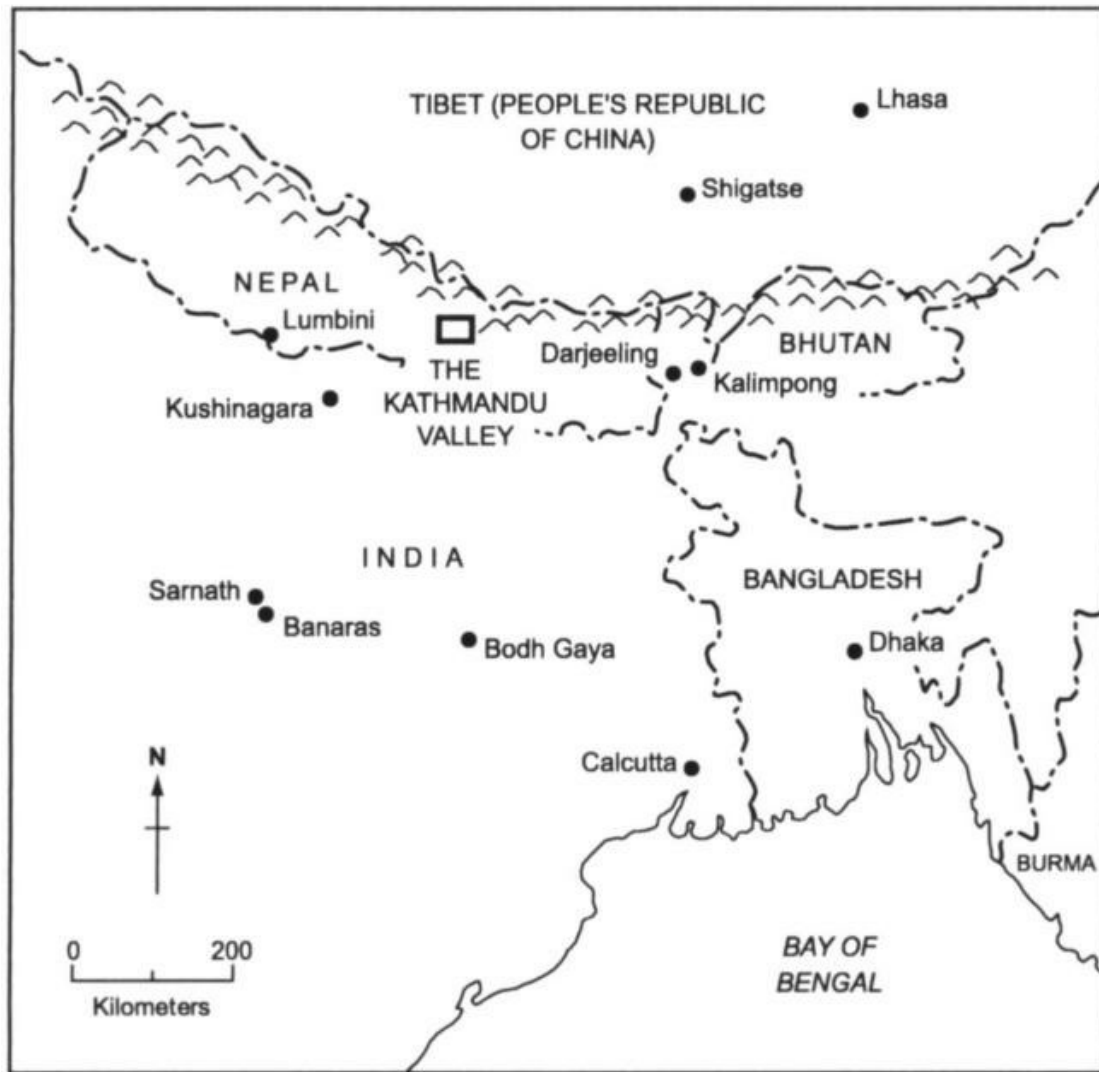 TIBET (PEOPLE'S REPUBLIC
OF CHINA)
Lhasa
Shigatse
NEPAL
Lumbini
THE
KATHMANDU
VALLEY
Darjeeling
Kalimpong
BHUTAN
Kushinagara
INDIA
BANGLADESH
Sarnath
Banaras
Bodh Gaya
Dhaka
Calcutta
N
BURMA
0 200
Kilometers
BAY OF
BENGAL